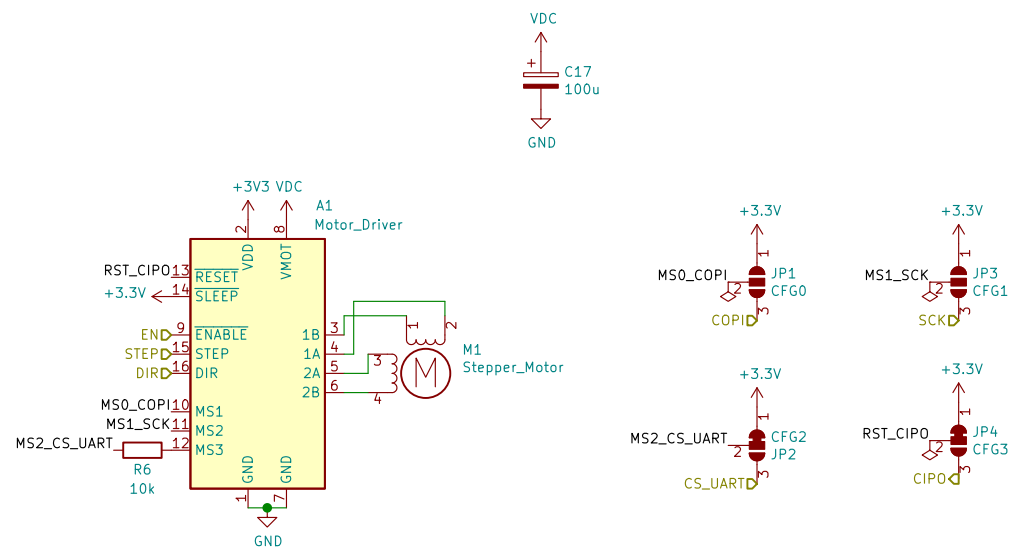 VDC
+
C17
100u
GND
+3V3 VDC
A1
Motor_Driver
2
8
VDD
VMOT
RST_CIPO
13
RESET
+3.3V
14
SLEEP
EN
9
ENABLE
STEP
15
STEP
DIR
16
DIR
MS0_COPI
10
MS1
MS1_SCK
11
MS2
MS2_CS_UART
12
MS3
R6
10k
3
1B
4
1A
5
2A
6
2B
GND
GND
1
7
GND
1
2
3
4
M
M1
Stepper_Motor
+3.3V
1
MS0_COPI
2
JP1
CFG0
3
COPI
+3.3V
1
MS1_SCK
2
JP3
CFG1
3
SCK
+3.3V
1
MS2_CS_UART
2
CFG2
JP2
3
CS_UART
+3.3V
1
RST_CIPO
2
JP4
CFG3
3
CIPO